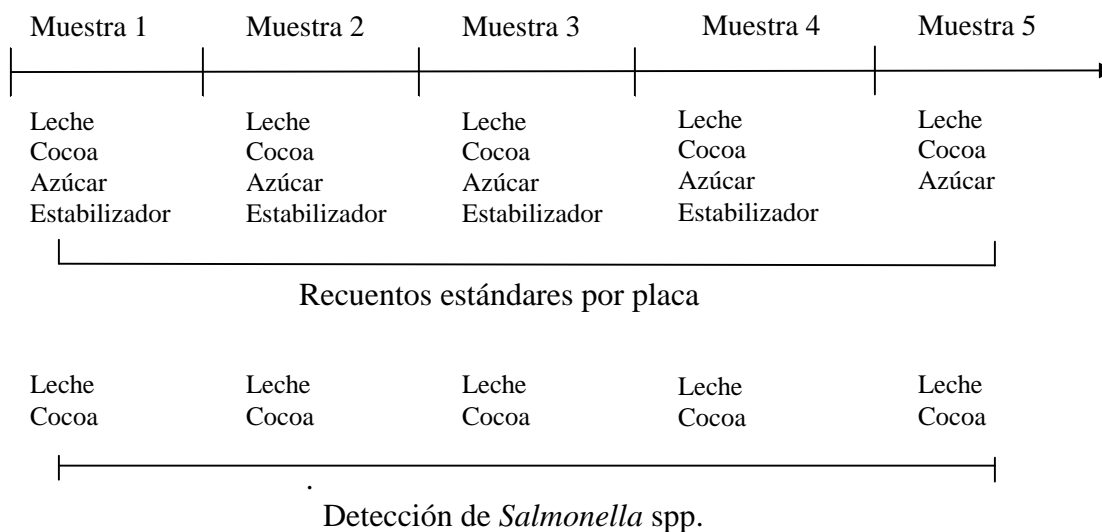 Muestra 1 Muestra 2 Muestra 3 Muestra 4 Muestra 5
Leche Leche Leche Leche Leche
Cocoa Cocoa Cocoa Cocoa Cocoa
Azúcar Azúcar Azúcar Azúcar Azúcar
Estabilizador Estabilizador Estabilizador Estabilizador
Recuentos estándares por placa
Leche Leche Leche Leche Leche
Cocoa Cocoa Cocoa Cocoa Cocoa
.
Detección de Salmonella spp.